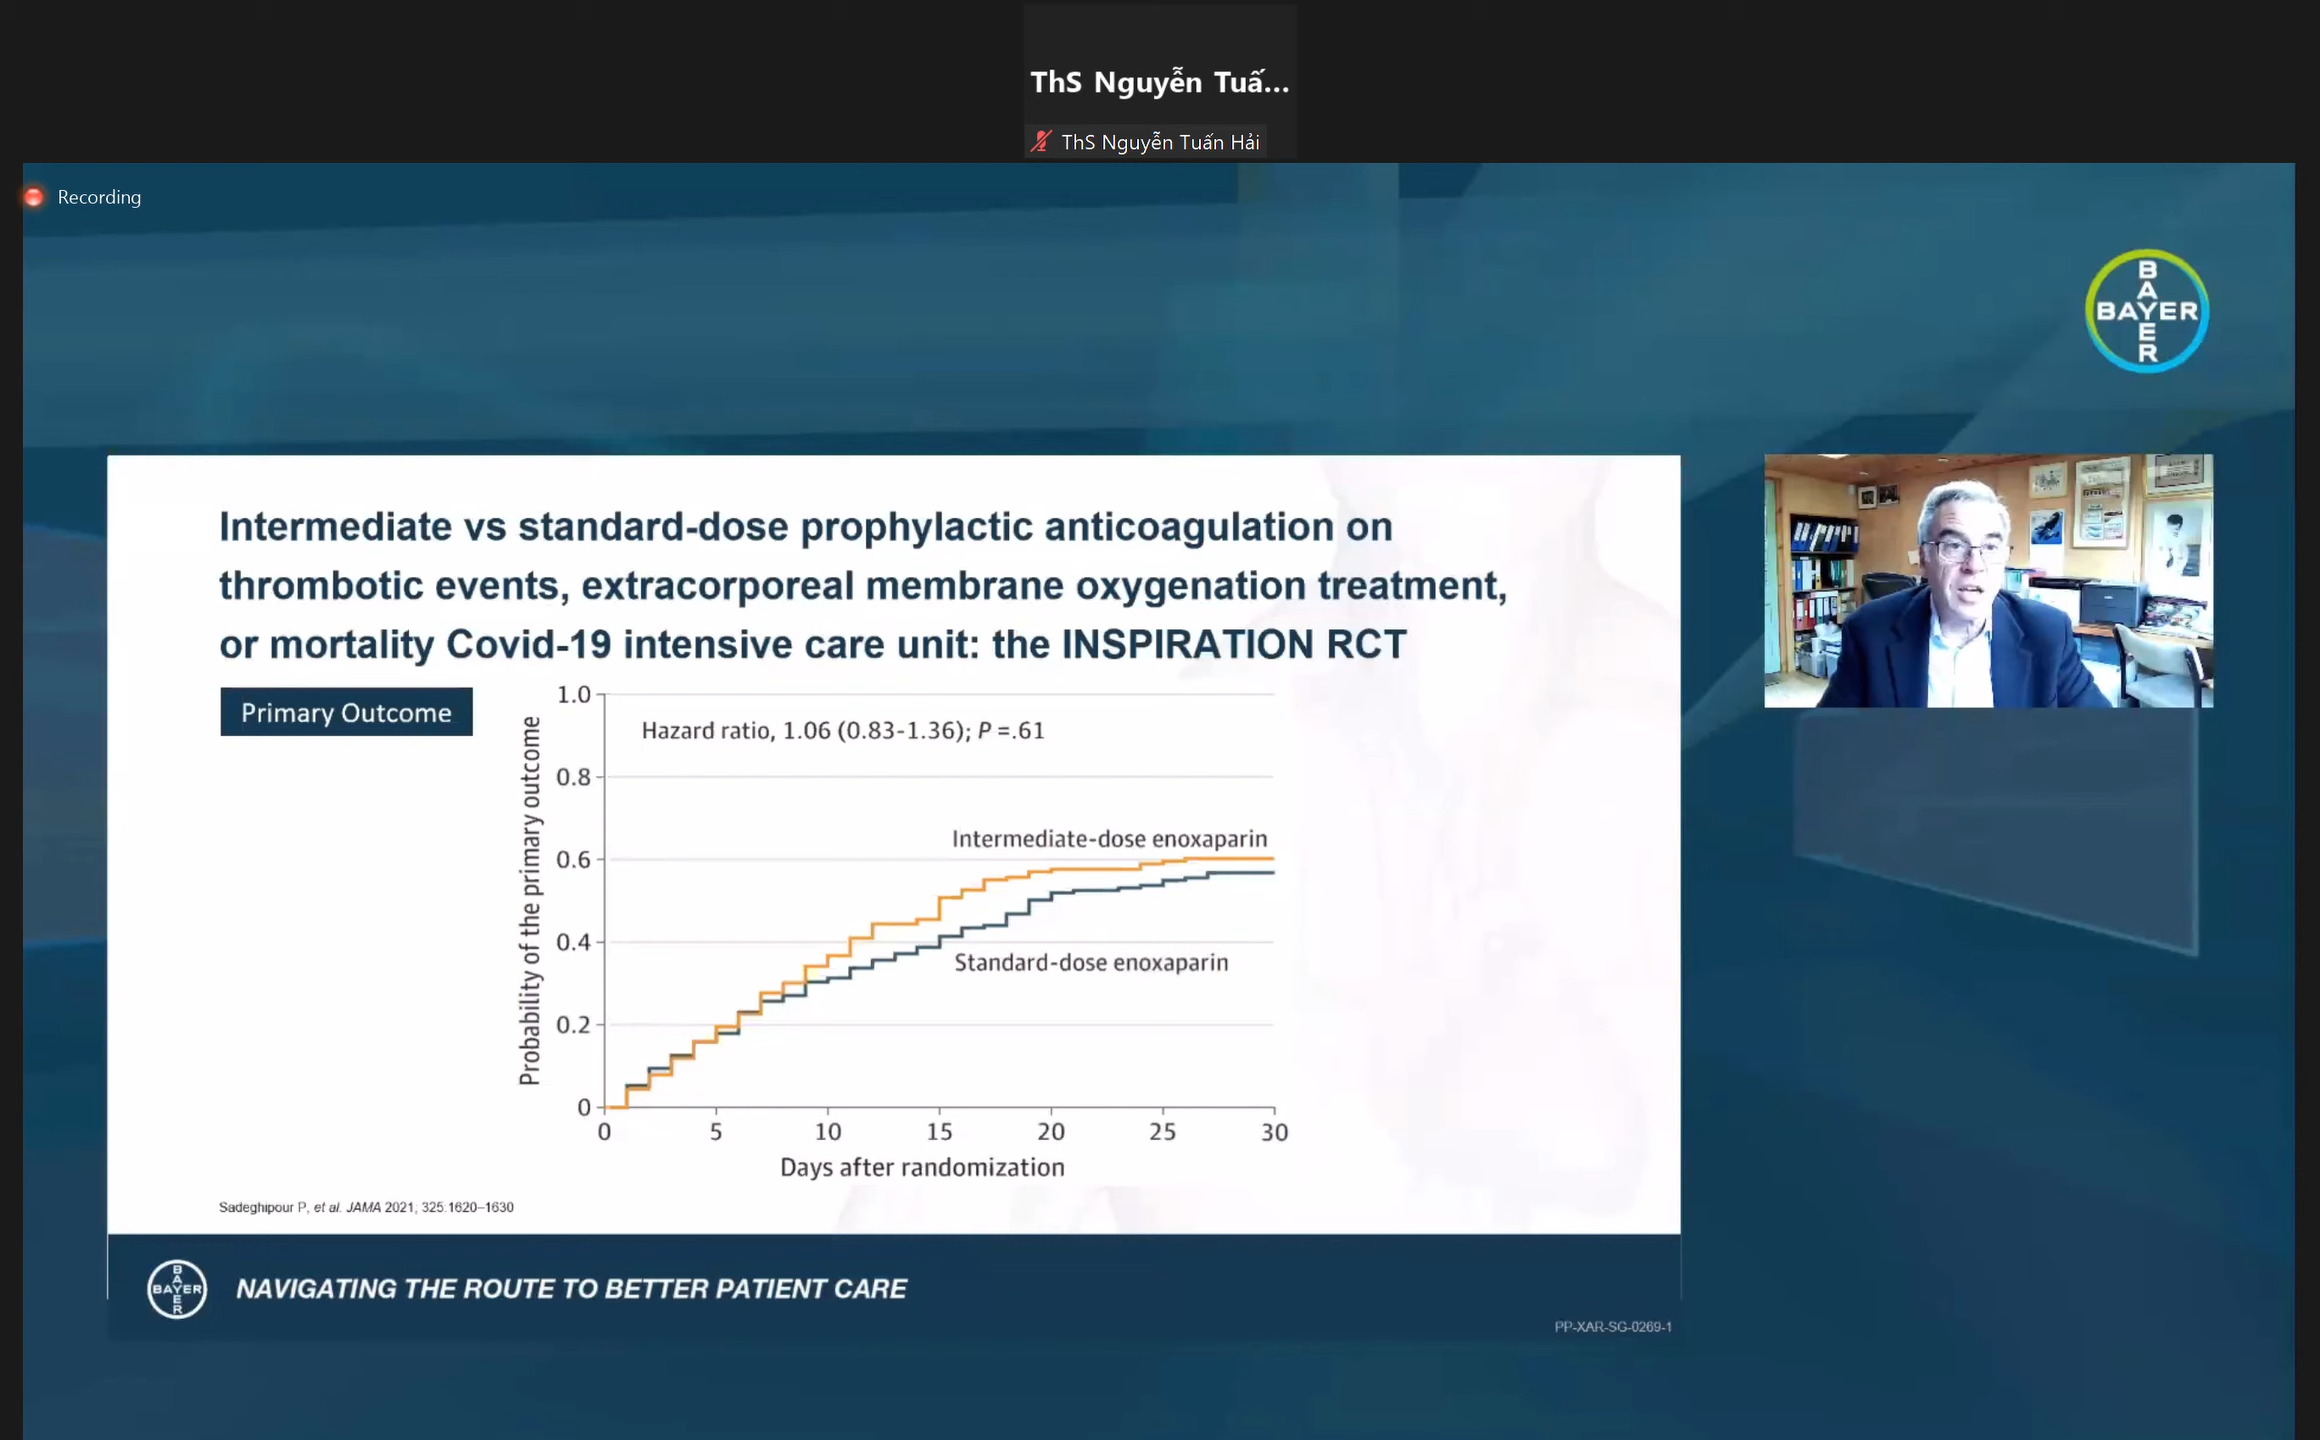 ThS Nguyễn Tuấ...
ThS Nguyễn Tuấn Hải
Recording
BAYER
BAYER
Intermediate vs standard-dose prophylactic anticoagulation on
thrombotic events, extracorporeal membrane oxygenation treatment,
or mortality Covid-19 intensive care unit: the INSPIRATION RCT
Primary Outcome
Probability of the primary outcome
1.0
0.8
0.6
0.4
0.2
0
Hazard ratio, 1.06 (0.83-1.36); P =.61
Intermediate-dose enoxaparin
Standard-dose enoxaparin
0 5 10 15 20 25 30
Days after randomization
Sadeghipour P, et al. JAMA 2021; 325:1620–1630
BAYER
BAYER
NAVIGATING THE ROUTE TO BETTER PATIENT CARE
PP-XAR-SG-0269-1